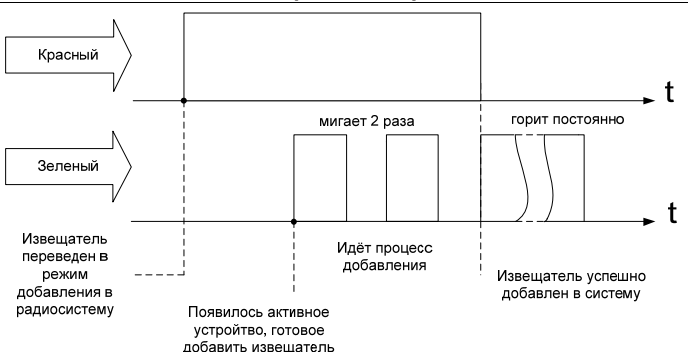 Красный
t
мигает 2 раза
горит постоянно
Зеленый
t
Извещатель
переведен в
режим
добавления в
радиосистему
Идёт процесс
добавления
Появилось активное
устройтво, готовое
добавить извещатель
Извещатель успешно
добавлен в систему